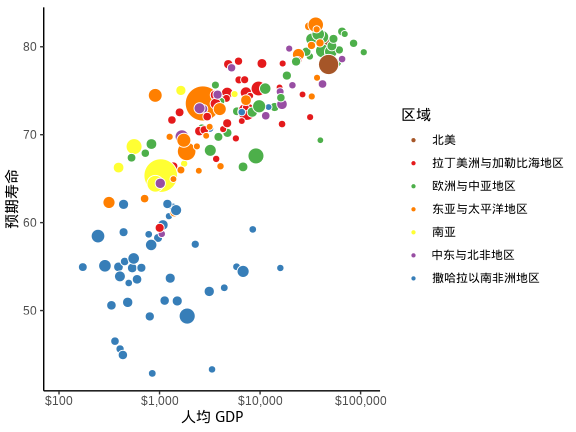 80
70
60
50
预期寿命
$100
$1,000
$10,000
$100,000
人均 GDP
区域
北美
拉丁美洲与加勒比海地区
欧洲与中亚地区
东亚与太平洋地区
南亚
中东与北非地区
撒哈拉以南非洲地区